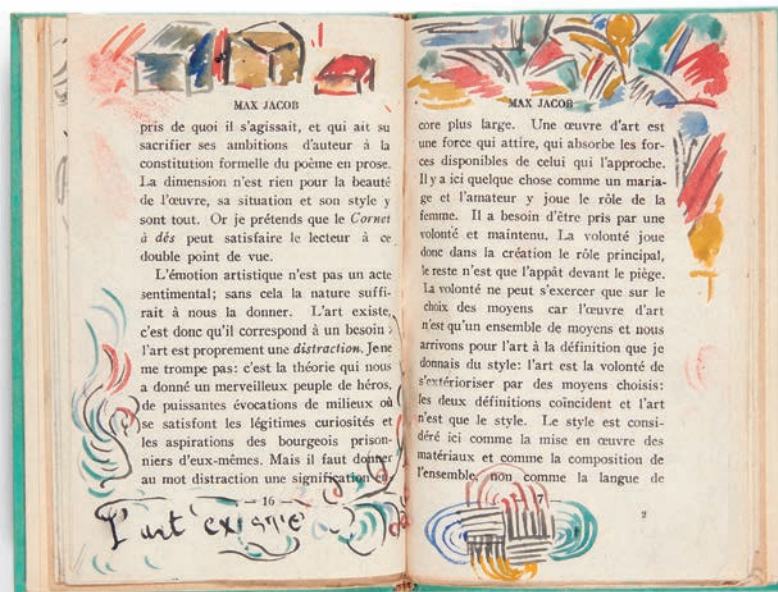 MAX JACOB
pris de quoi il s'agissait, et qui ait su
sacrifier ses ambitions d'auteur à la
constitution formelle du poème en prose.
La dimension n'est rien pour la beauté
de l'œuvre, sa situation et son style y
sont tout. Or je prétends que le Cornet
à dés peut satisfaire le lecteur à ce
double point de vue.
L'émotion artistique n'est pas un acte
sentimental; sans cela la nature suffi-
rait à nous la donner. L'art existe,
c'est donc qu'il correspond à un besoin :
l'art est proprement une distraction. Je ne
me trompe pas: c'est la théorie qui nous
a donné un merveilleux peuple de héros,
de puissantes évocations de milieux où
se satisfont les légitimes curiosités et
les aspirations des bourgeois prison-
niers d'eux-mêmes. Mais il faut donner
au mot distraction une signification
— 16 —
L'art existe
MAX JACOB
core plus large. Une œuvre d'art est
une force qui attire, qui absorbe les for-
ces disponibles de celui qui l'approche.
Il y a ici quelque chose comme un maria-
ge et l'amateur y joue le rôle de la
femme. Il a besoin d'être pris par une
volonté et maintenu. La volonté joue
donc dans la création le rôle principal,
le reste n'est que l'appât devant le piège.
La volonté ne peut s'exercer que sur le
choix des moyens car l'œuvre d'art
n'est qu'un ensemble de moyens et nous
arrivons pour l'art à la définition que je
donnais du style: l'art est la volonté de
s'extérioriser par des moyens choisis:
les deux définitions coïncident et l'art
n'est que le style. Le style est consi-
déré ici comme la mise en œuvre des
matériaux et comme la composition de
l'ensemble, non comme la langue de
7
2